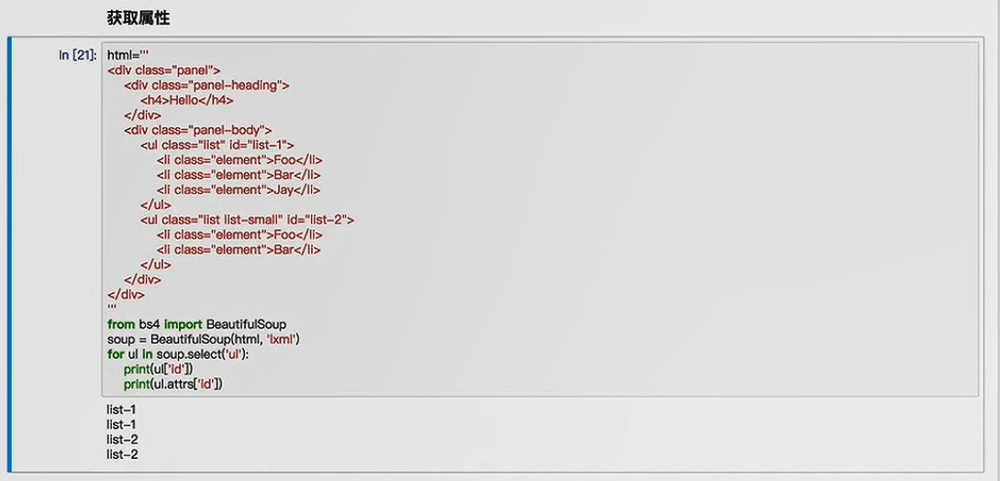 获取属性
In [21]: html='''
<div class="panel">
    <div class="panel-heading">
        <h4>Hello</h4>
    </div>
    <div class="panel-body">
        <ul class="list" id="list-1">
            <li class="element">Foo</li>
            <li class="element">Bar</li>
            <li class="element">Jay</li>
        </ul>
        <ul class="list list-small" id="list-2">
            <li class="element">Foo</li>
            <li class="element">Bar</li>
        </ul>
    </div>
</div>
'''
from bs4 import BeautifulSoup
soup = BeautifulSoup(html, 'lxml')
for ul in soup.select('ul'):
    print(ul['id'])
    print(ul.attrs['id'])
list-1
list-1
list-2
list-2